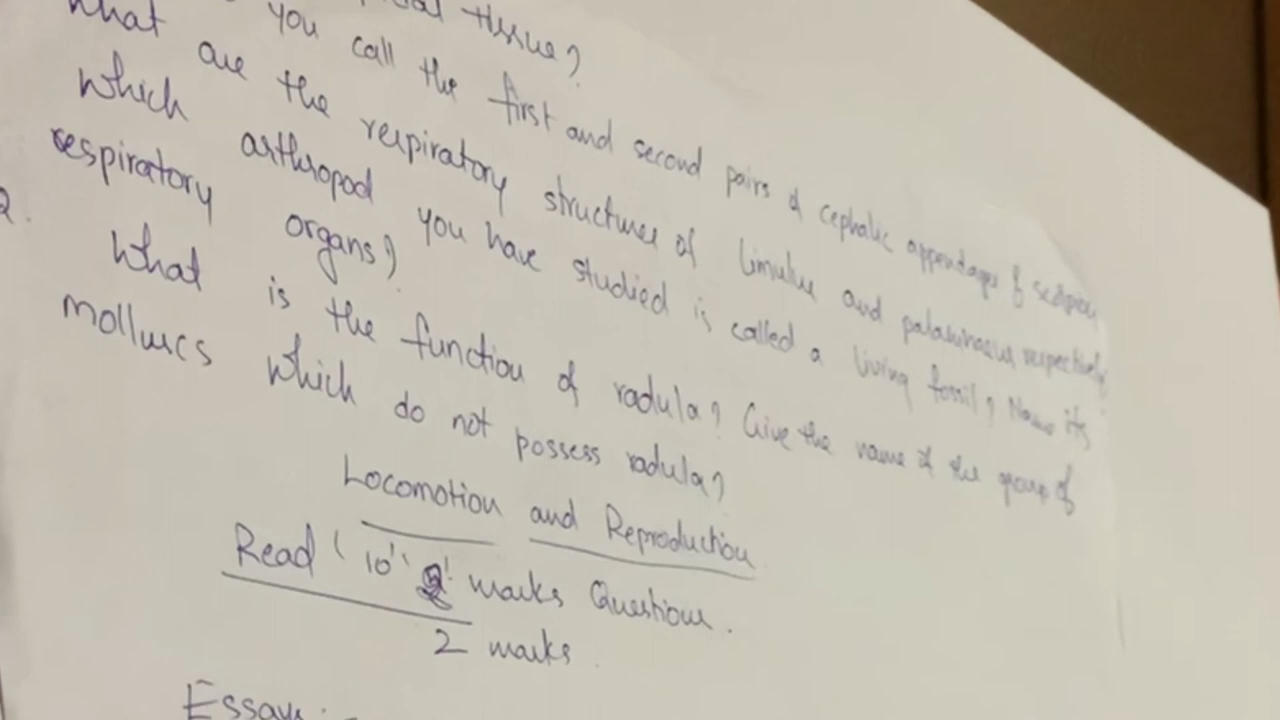 tissue?
What you call the first and second pairs of cephalic appendages of
What are the respiratory structures of limulus and respectively
Which arthropod you have studied is called a living fossil? Name its
respiratory organs?
2. What is the function of radula? Give the name of the group of
molluscs which do not possess radula?
Locomotion and Reproduction
Read '10' marks Questions.
2 marks.
Essay: